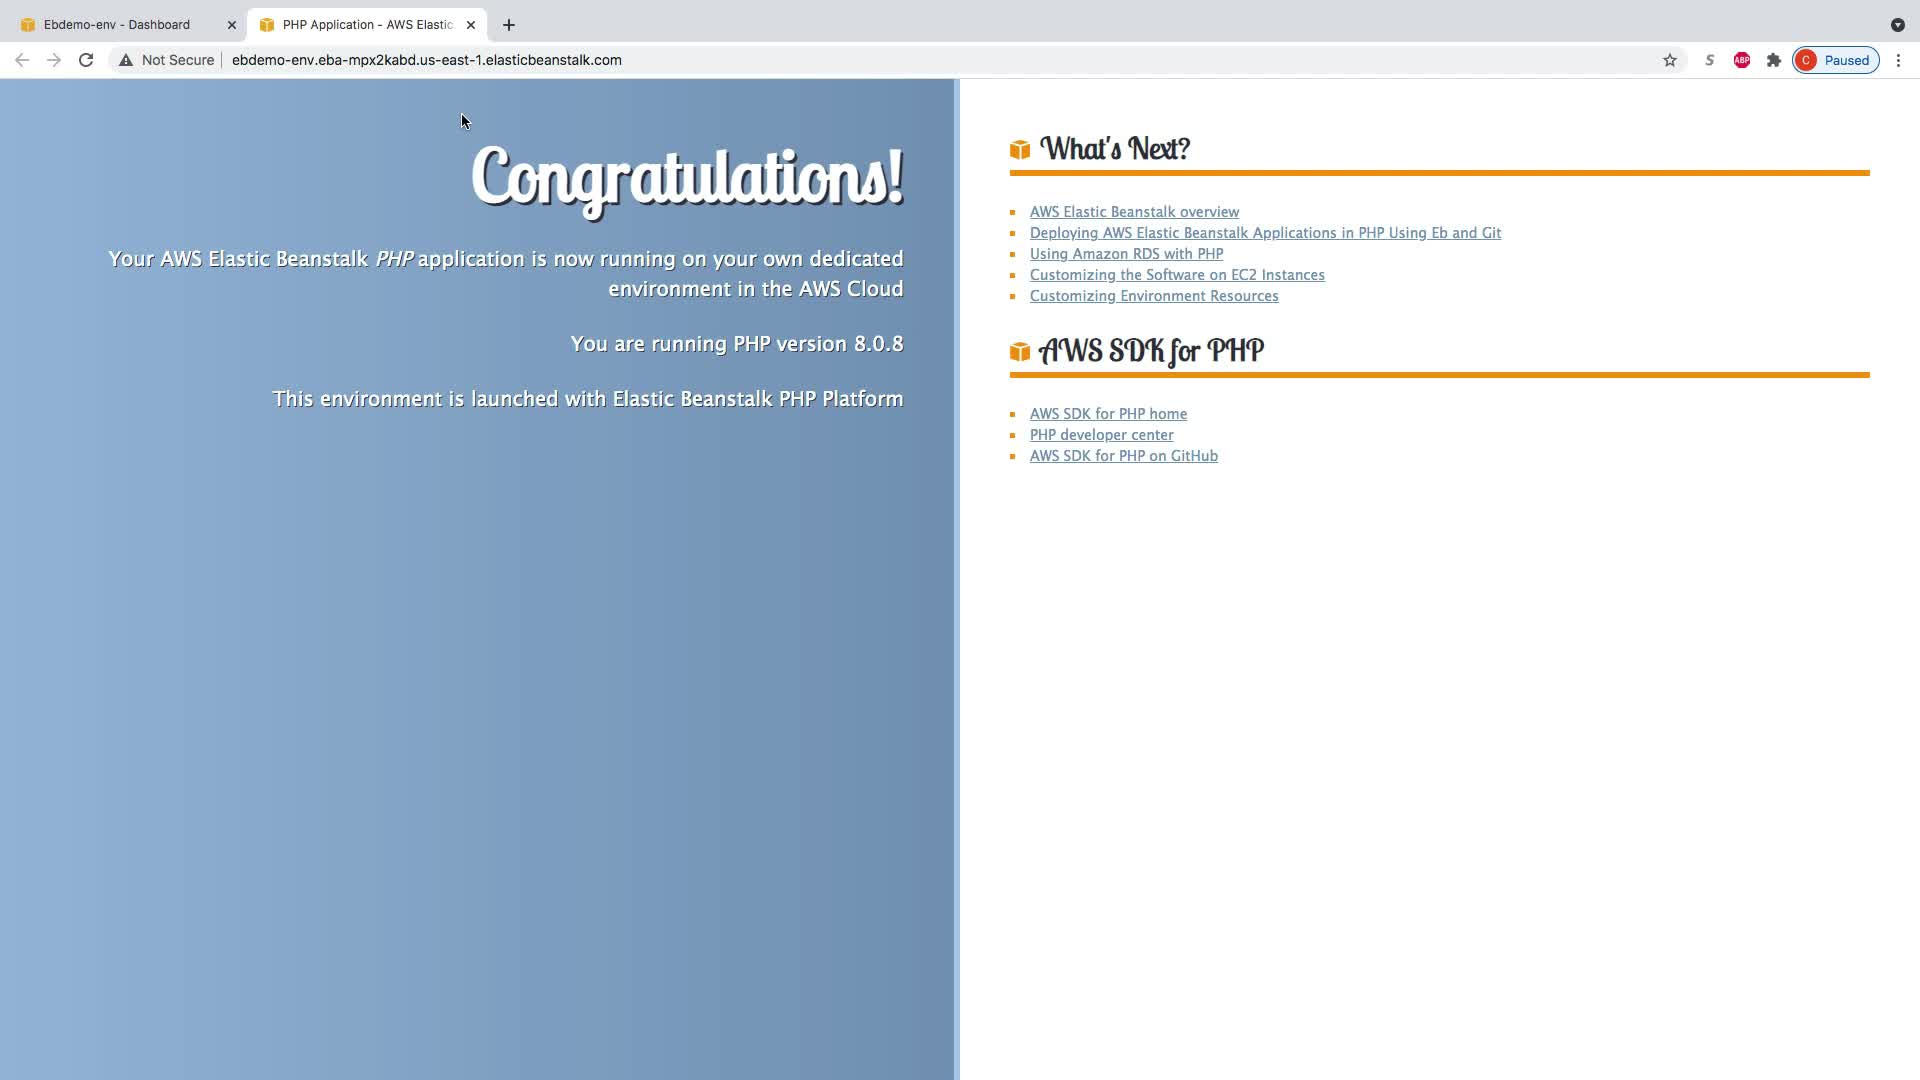 Ebdemo-env - Dashboard
PHP Application - AWS Elastic
Not Secure
ebdemo-env.eba-mpx2kabd.us-east-1.elasticbeanstalk.com
S
ABP
C
Paused
Congratulations!
Your AWS Elastic Beanstalk PHP application is now running on your own dedicated
environment in the AWS Cloud
You are running PHP version 8.0.8
This environment is launched with Elastic Beanstalk PHP Platform
What's Next?
AWS Elastic Beanstalk overview
Deploying AWS Elastic Beanstalk Applications in PHP Using Eb and Git
Using Amazon RDS with PHP
Customizing the Software on EC2 Instances
Customizing Environment Resources
AWS SDK for PHP
AWS SDK for PHP home
PHP developer center
AWS SDK for PHP on GitHub